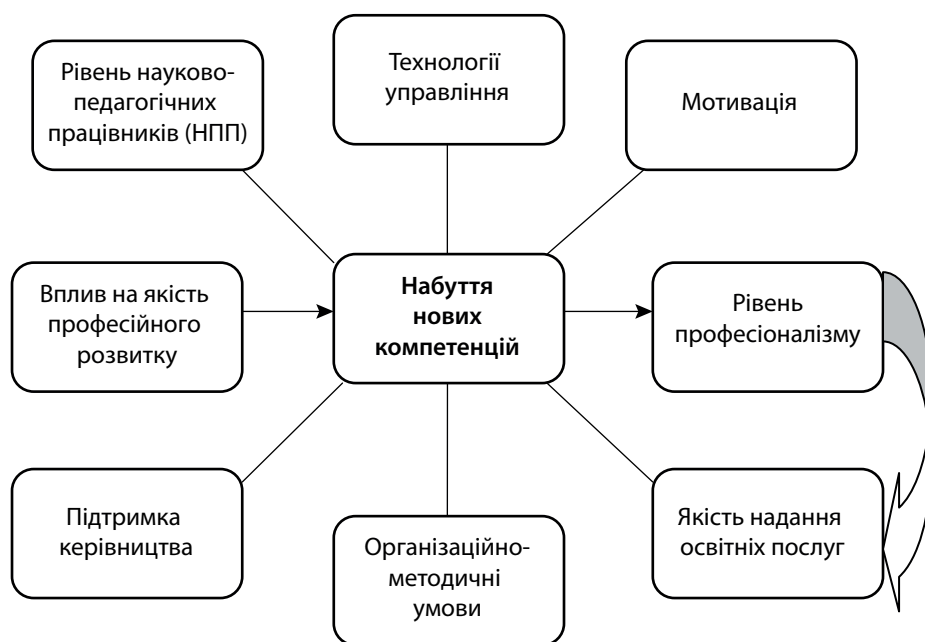 Рівень науково-
педагогічних
працівників (НПП)
Технології
управління
Мотивація
Вплив на якість
професійного
розвитку
Набуття
нових
компетенцій
Рівень
професіоналізму
Підтримка
керівництва
Організаційно-
методичні
умови
Якість надання
освітніх послуг